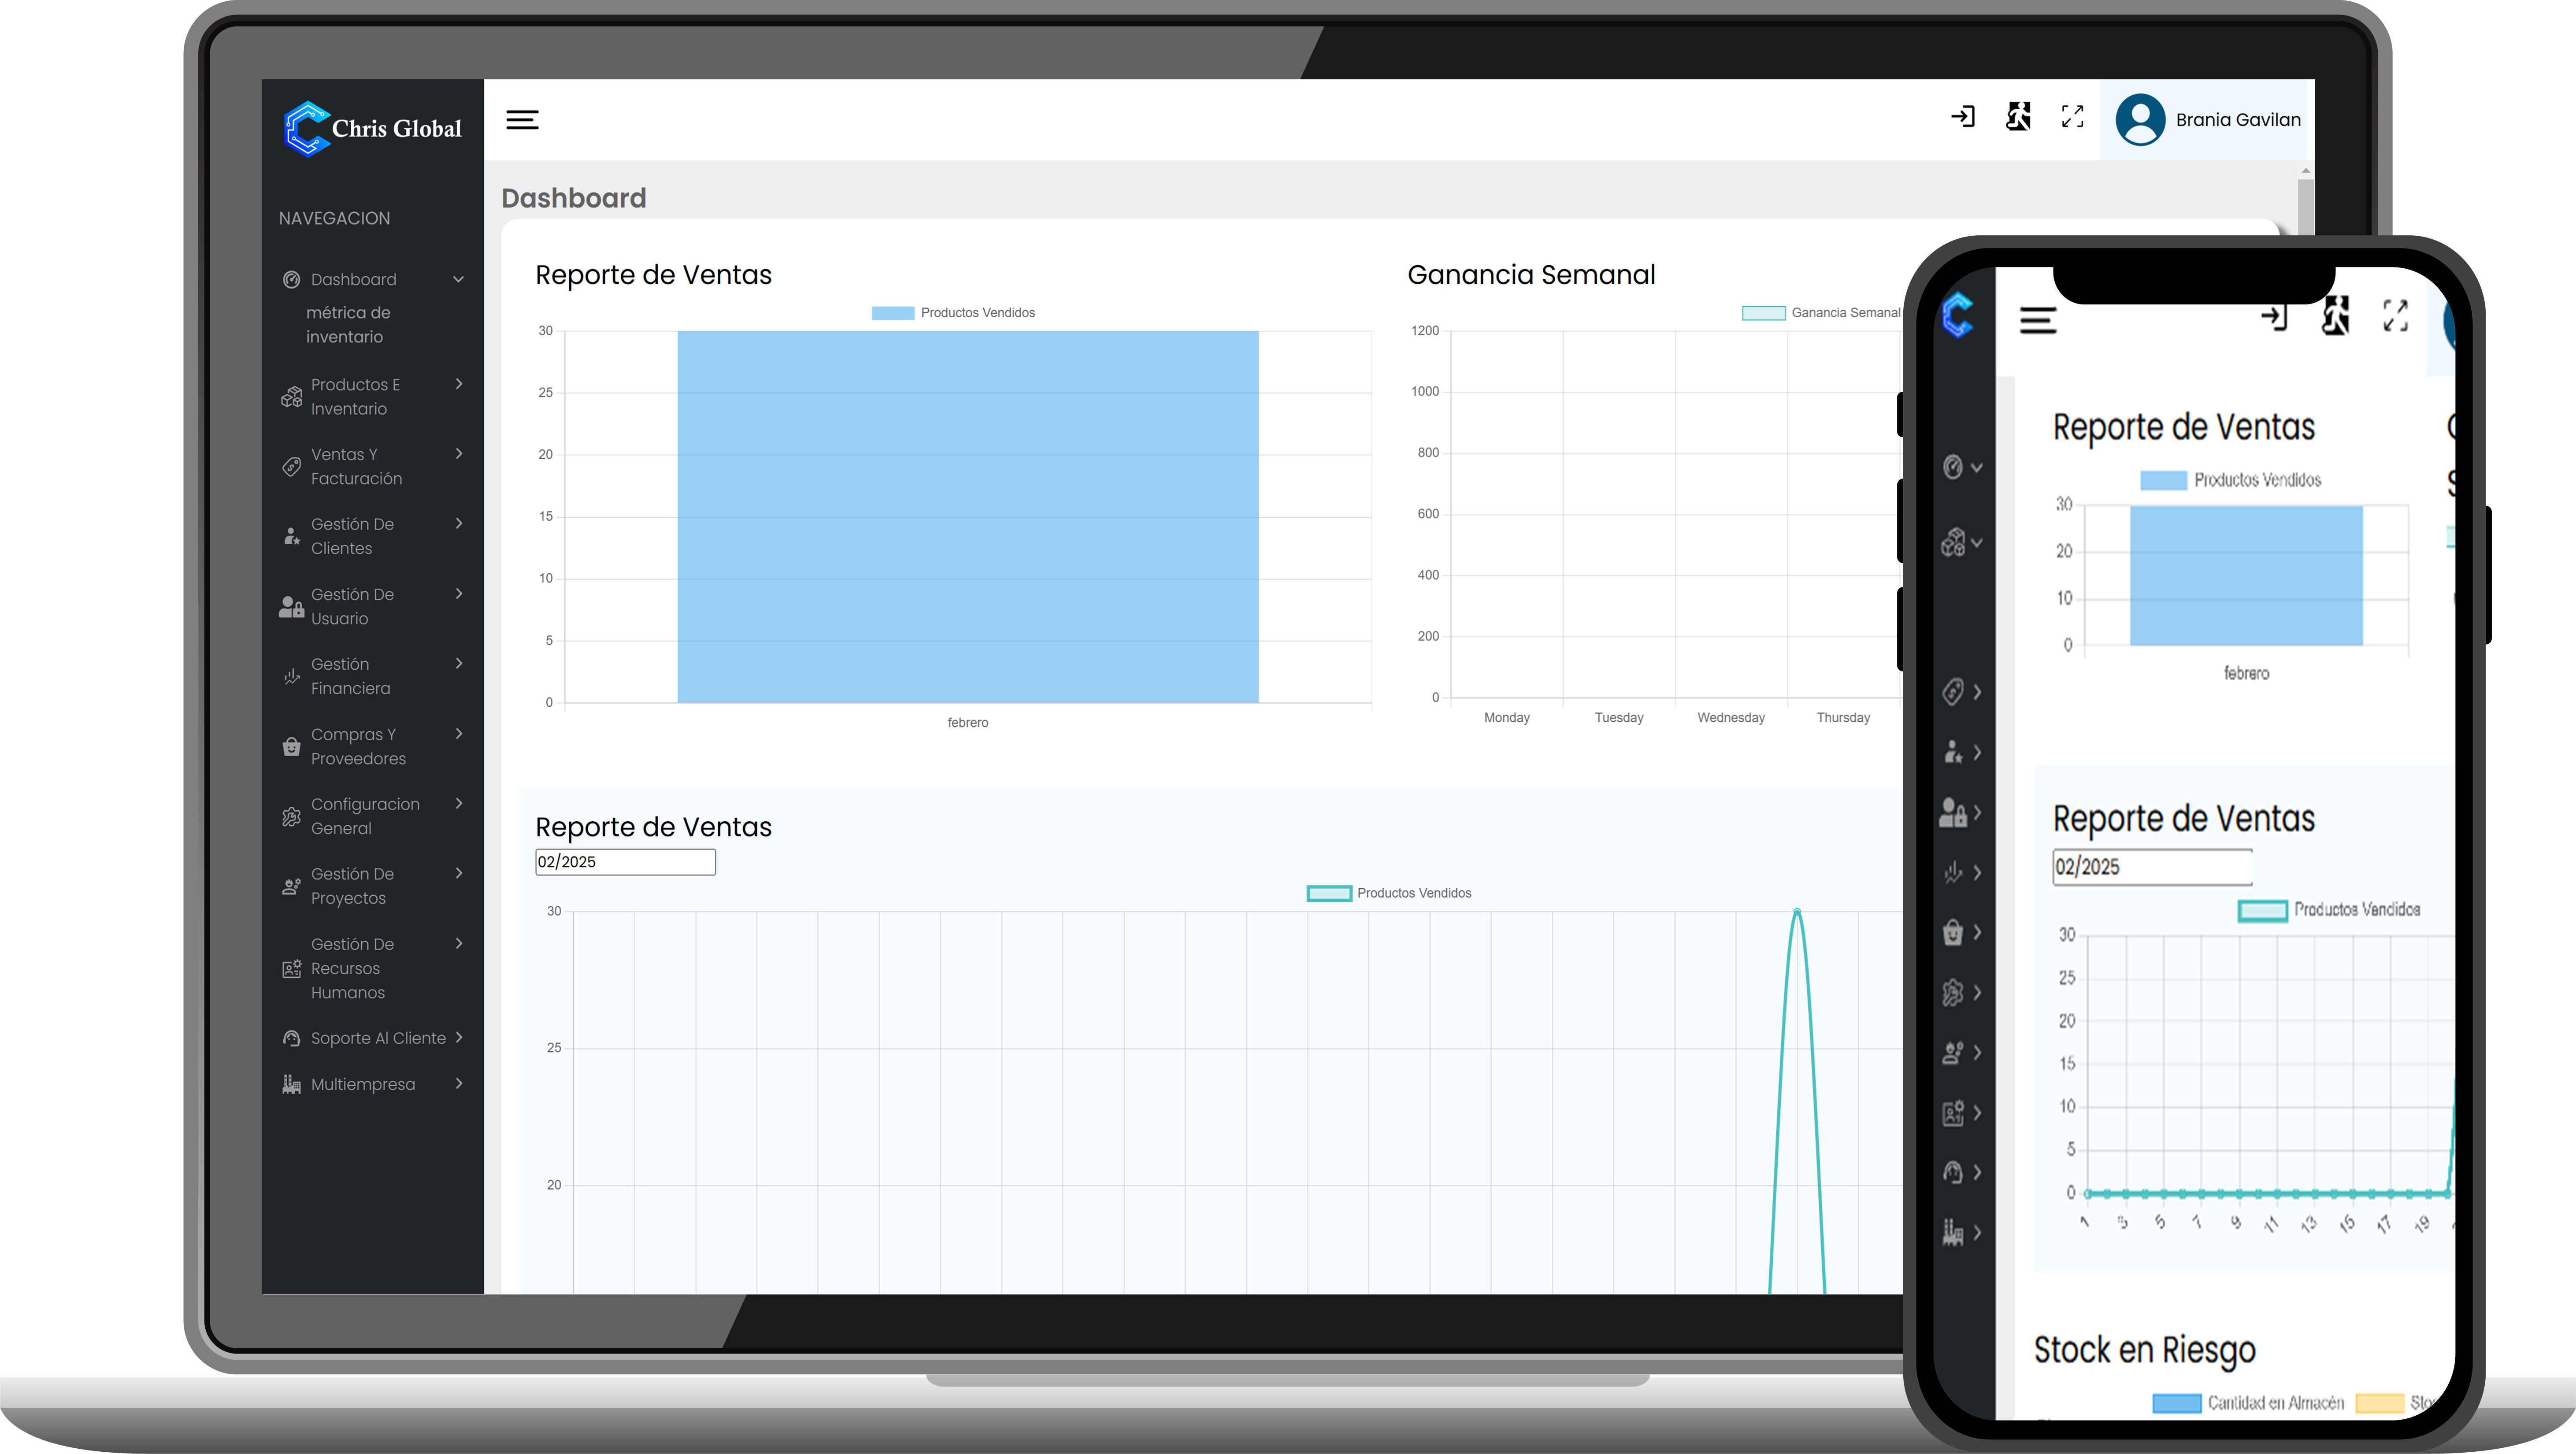 Chris Global
Brania Gavilan
NAVEGACION
Dashboard
métrica de
inventario
Productos E
Inventario
Ventas Y
Facturación
Gestión De
Clientes
Gestión De
Usuario
Gestión
Financiera
Compras Y
Proveedores
Configuracion
General
Gestión De
Proyectos
Gestión De
Recursos
Humanos
Soporte Al Cliente
Multiempresa
Dashboard
Reporte de Ventas
Productos Vendidos
30
25
20
15
10
5
0
febrero
Ganancia Semanal
Ganancia Semanal
1200
1000
800
600
400
200
0
Monday Tuesday Wednesday Thursday
Reporte de Ventas
02/2025
Productos Vendidos
30
25
20
Reporte de Ventas
Productos Vendidos
30
20
10
0
febrero
Reporte de Ventas
02/2025
Productos Vendidos
30
25
20
15
10
5
0
1 3 5 7 9 11 13 15 17 19
Stock en Riesgo
Cantidad en Almacén